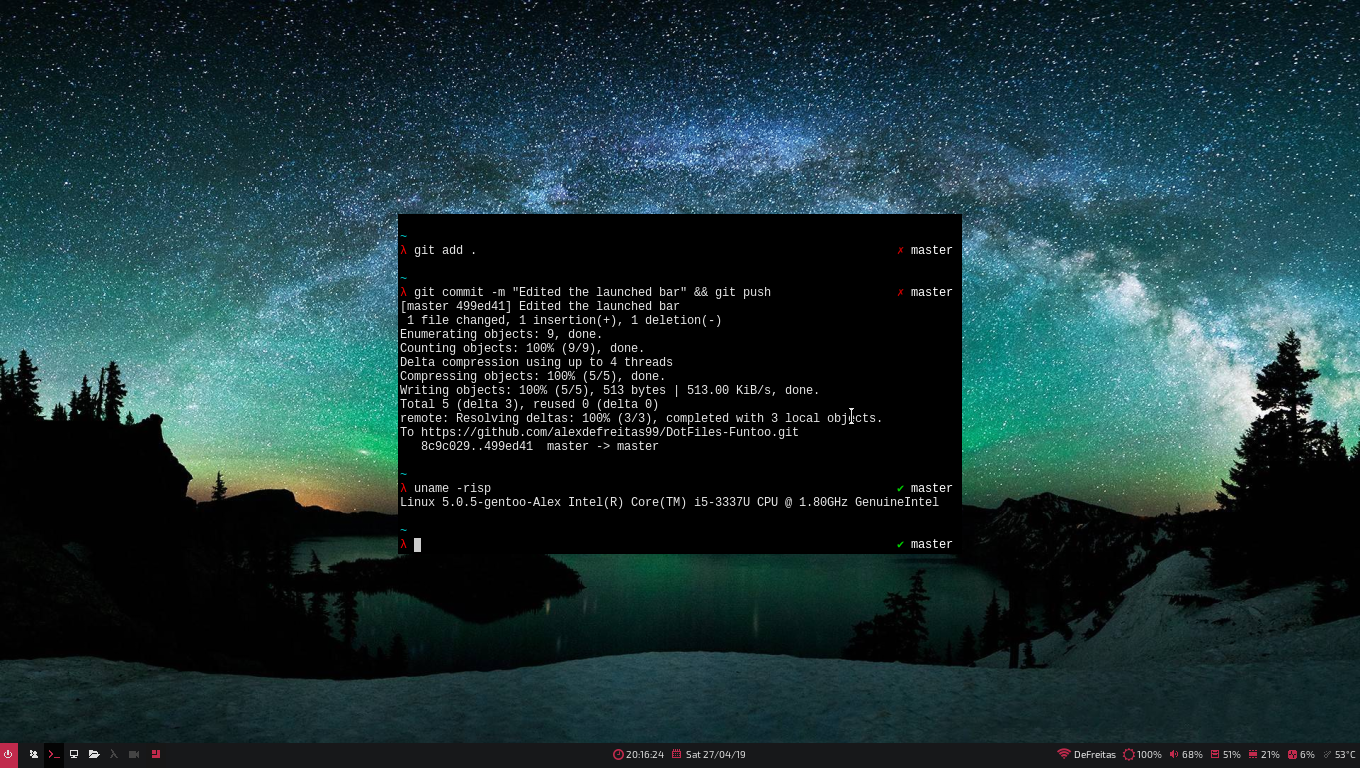 ~
λ git add . ✗ master
~
λ git commit -m "Edited the launched bar" && git push ✗ master
[master 499ed41] Edited the launched bar
1 file changed, 1 insertion(+), 1 deletion(-)
Enumerating objects: 9, done.
Counting objects: 100% (9/9), done.
Delta compression using up to 4 threads
Compressing objects: 100% (5/5), done.
Writing objects: 100% (5/5), 513 bytes | 513.00 KiB/s, done.
Total 5 (delta 3), reused 0 (delta 0)
remote: Resolving deltas: 100% (3/3), completed with 3 local objects.
To https://github.com/alexdefreitas99/DotFiles-Funtoo.git
8c9c029..499ed41  master -> master
~
λ uname -risp ✔ master
Linux 5.0.5-gentoo-Alex Intel(R) Core(TM) i5-3337U CPU @ 1.80GHz GenuineIntel
~
λ ✔ master
20:16:24 Sat 27/04/19 DeFreitas 100% 68% 51% 21% 6% 53°C